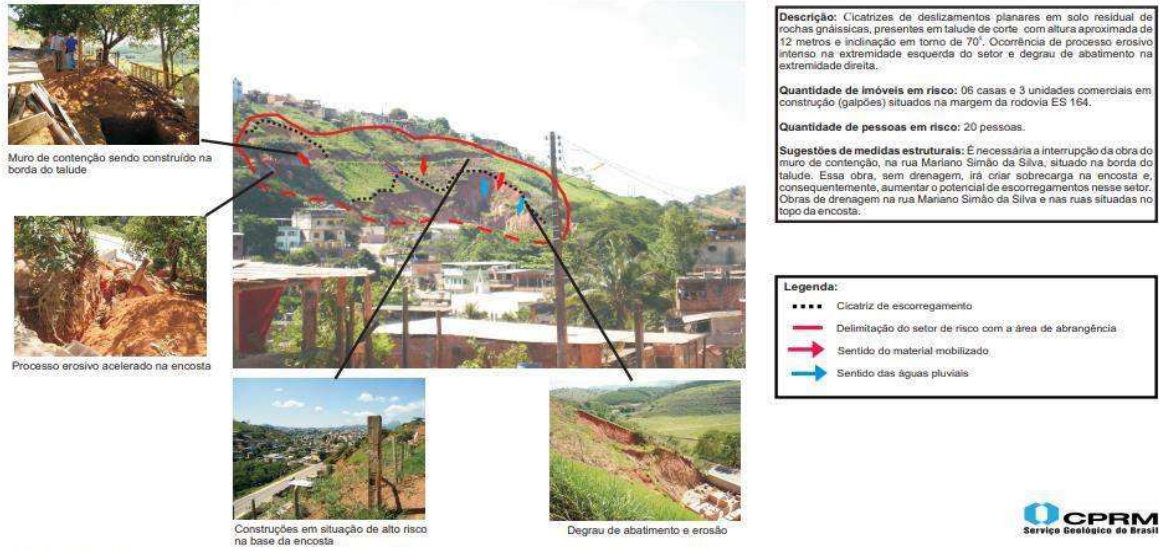 Muro de contenção sendo construído na
borda do talude
Processo erosivo acelerado na encosta
Construções em situação de alto risco
na base da encosta
Degrau de abatimento e erosão
Descrição: Cicatrizes de deslizamentos planares em solo residual de
rochas gnáissicas, presentes em talude de corte com altura aproximada de
12 metros e inclinação em torno de 70°. Ocorrência de processo erosivo
intenso na extremidade esquerda do setor e degrau de abatimento na
extremidade direita.
Quantidade de imóveis em risco: 06 casas e 3 unidades comerciais em
construção (galpões) situados na margem da rodovia ES 164.
Quantidade de pessoas em risco: 20 pessoas.
Sugestões de medidas estruturais: É necessária a interrupção da obra do
muro de contenção, na rua Mariano Simão da Silva, situado na borda do
talude. Essa obra, sem drenagem, irá criar sobrecarga na encosta e,
consequentemente, aumentar o potencial de escorregamentos nesse setor.
Obras de drenagem na rua Mariano Simão da Silva e nas ruas situadas no
topo da encosta.
Legenda:
Cicatriz de escorregamento
Delimitação do setor de risco com a área de abrangência
Sentido do material mobilizado
Sentido das águas pluviais
CPRM
Serviço Geológico do Brasil